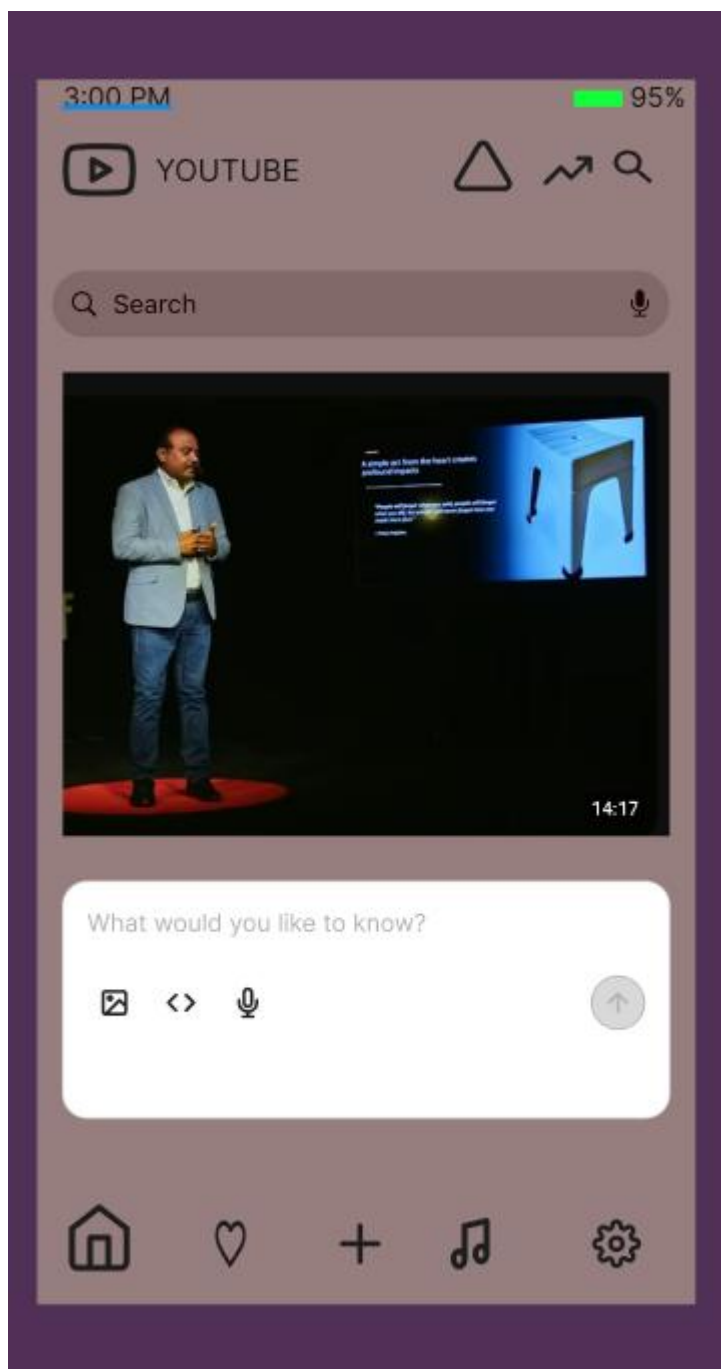 3:00 PM
95%
YOUTUBE
Search
A simple act from the heart creates
profound impacts
14:17
What would you like to know?